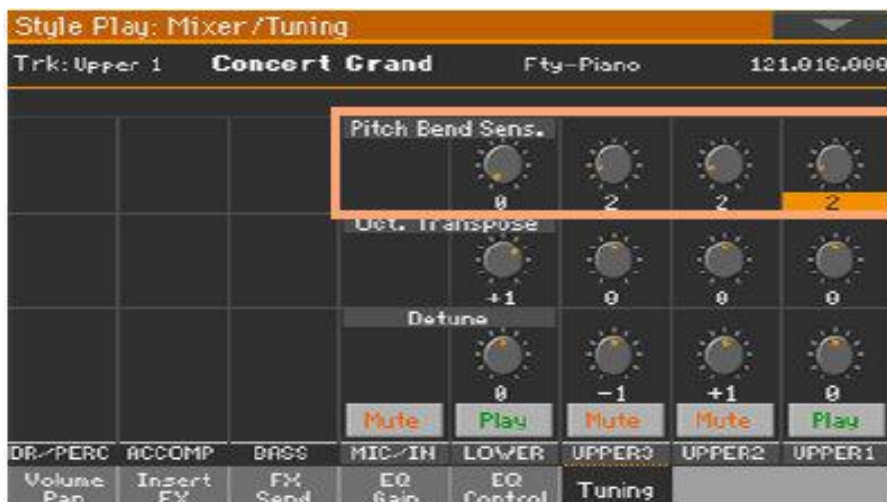 Style Play: Mixer/Tuning
Trk: Upper 1 Concert Grand Fty-Piano 121.016.000
Pitch Bend Sens.
0 2 2 2
Oct. Transpose
+1 0 0 0
Detune
0 -1 +1 0
Mute Play Mute Mute Play
DR/PERC ACCOMP BASS MIC/IN LOWER UPPER3 UPPER2 UPPER1
Volume Insert FX EQ EQ Tuning
Pan FX Send Gain Control